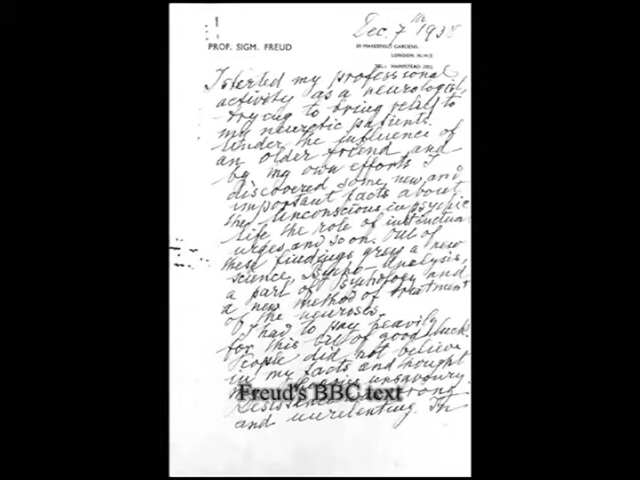 1
Dec. 7th 1938
PROF. SIGM. FREUD
20 MARESFIELD GARDENS,
LONDON, N.W.3.
TEL: HAMPSTEAD 2002.
I started my professional
activity as a neurologist
trying to bring relief to
my neurotic patients.
Under the influence of
an older friend and
by my own efforts I
discovered some new and
important facts about
the unconscious in psychic
life the role of instinctual
urges and so on. Out of
these findings grew a new
science, Psycho-Analysis,
a part of Psychology and
a new method of treatment
of the neuroses.
I had to pay heavily
for this bit of good luck.
People did not believe
in my facts and thought
unsavoury.
Resistance strong
and unrelenting. In
Freud's BBC text